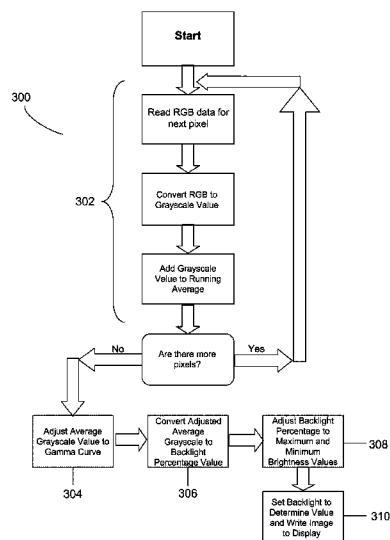 Start
300
Read RGB data for
next pixel
302
Convert RGB to
Grayscale Value
Add Grayscale
Value to Running
Average
No
Are there more
pixels?
Yes
Adjust Average
Grayscale Value to
Gamma Curve
Convert Adjusted
Average
Grayscale to
Backlight
Percentage Value
Adjust Backlight
Percentage to
Maximum and
Minimum
Brightness Values
308
304
306
Set Backlight to
Determine Value
and Write Image
to Display
310